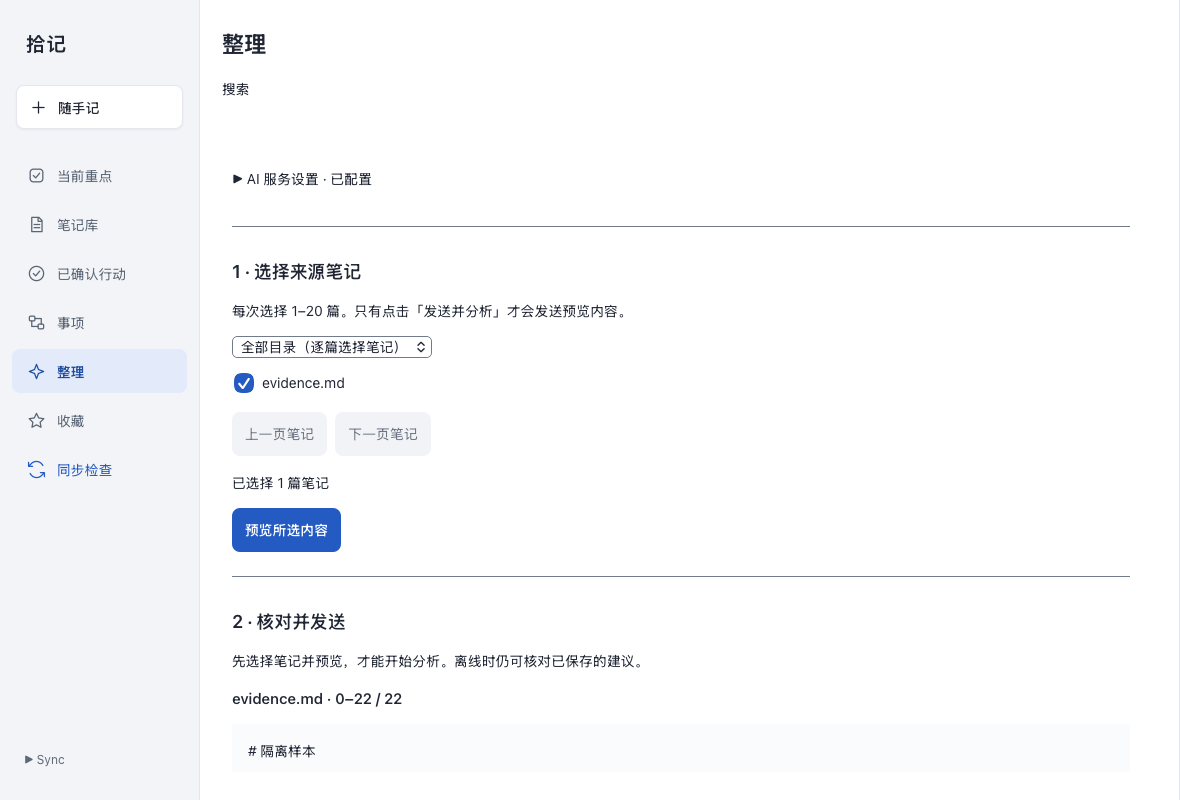 拾记
随手记
当前重点
笔记库
已确认行动
事项
整理
收藏
同步检查
Sync
整理
搜索
AI 服务设置 · 已配置
1 · 选择来源笔记
每次选择 1–20 篇。只有点击「发送并分析」才会发送预览内容。
全部目录（逐篇选择笔记）
evidence.md
上一页笔记 下一页笔记
已选择 1 篇笔记
预览所选内容
2 · 核对并发送
先选择笔记并预览，才能开始分析。离线时仍可核对已保存的建议。
evidence.md · 0–22 / 22
# 隔离样本